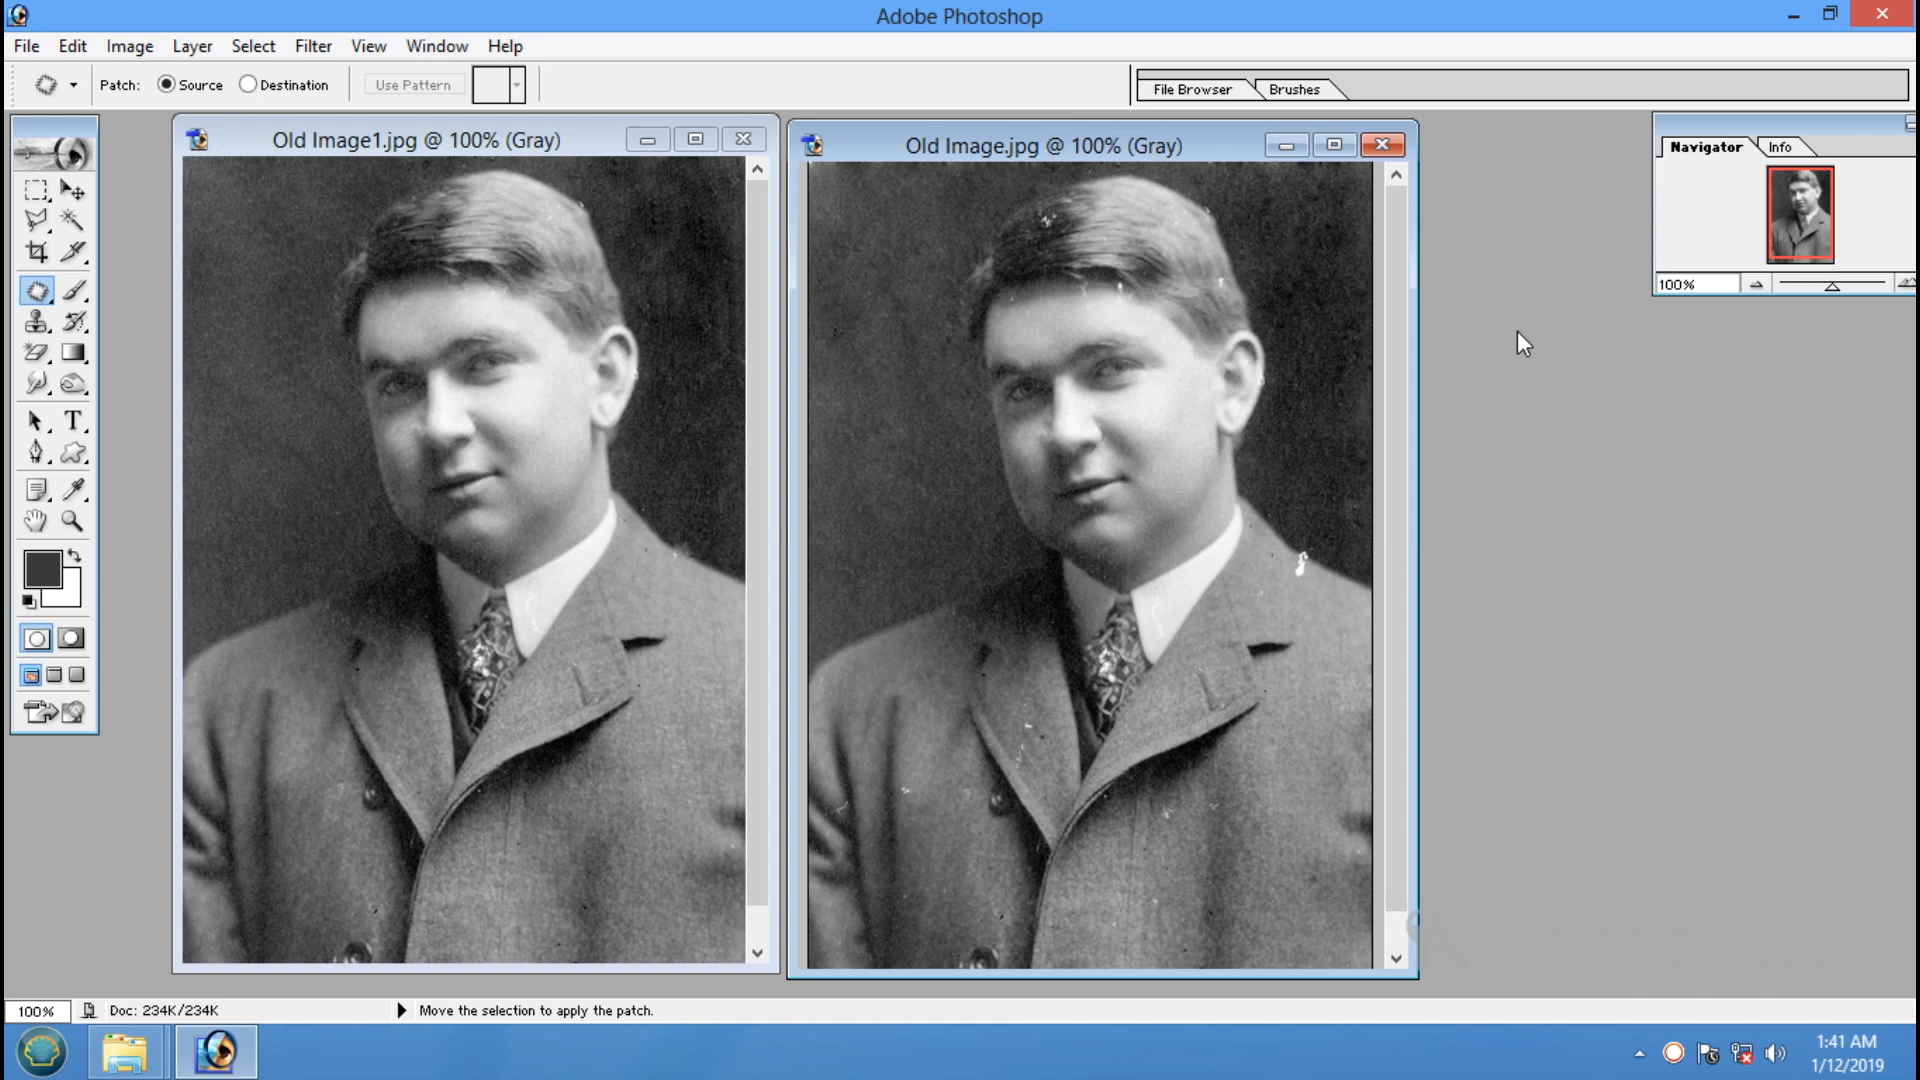 Adobe Photoshop
File Edit Image Layer Select Filter View Window Help
Patch: Source Destination Use Pattern File Browser Brushes
Old Image1.jpg @ 100% (Gray)
Old Image.jpg @ 100% (Gray)
Navigator Info
100%
T
100% Doc: 234K/234K Move the selection to apply the patch.
1:41 AM
1/12/2019